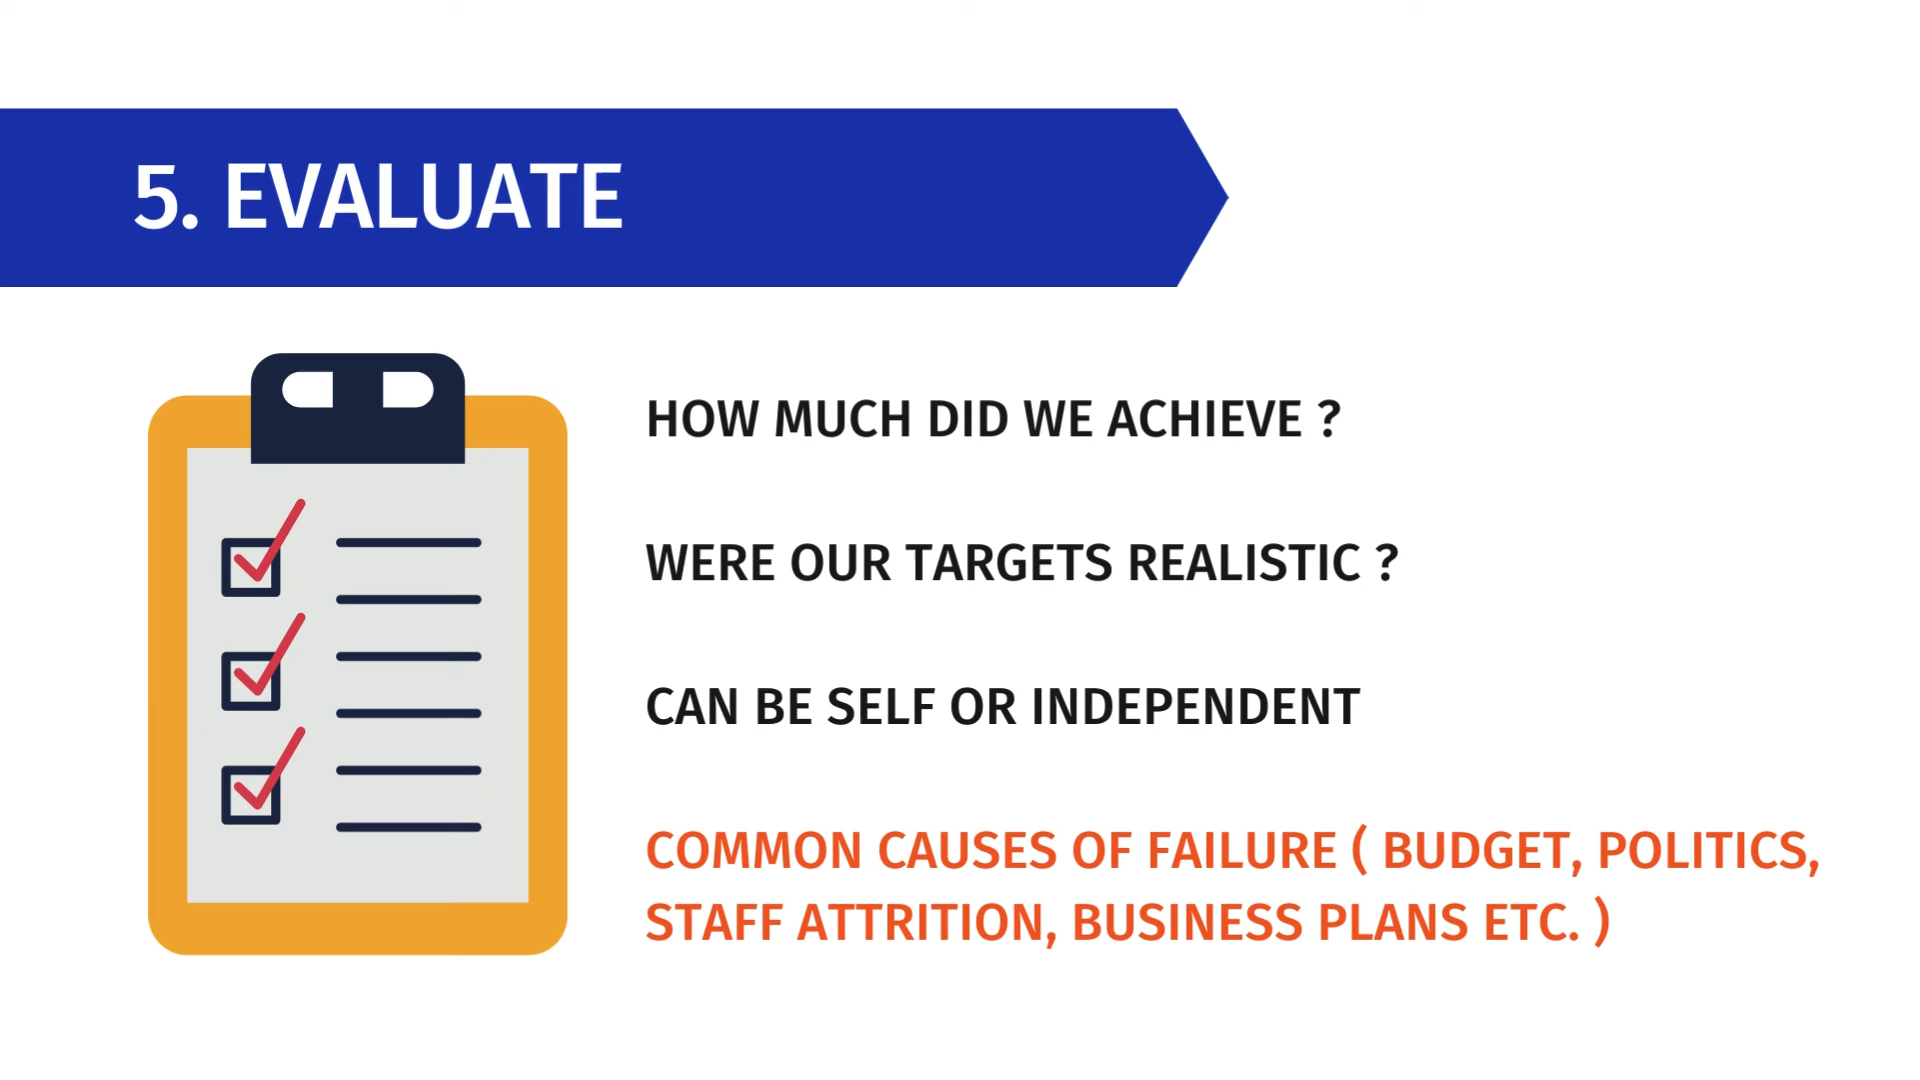 5. EVALUATE
HOW MUCH DID WE ACHIEVE ?
WERE OUR TARGETS REALISTIC ?
CAN BE SELF OR INDEPENDENT
COMMON CAUSES OF FAILURE ( BUDGET, POLITICS,
STAFF ATTRITION, BUSINESS PLANS ETC. )